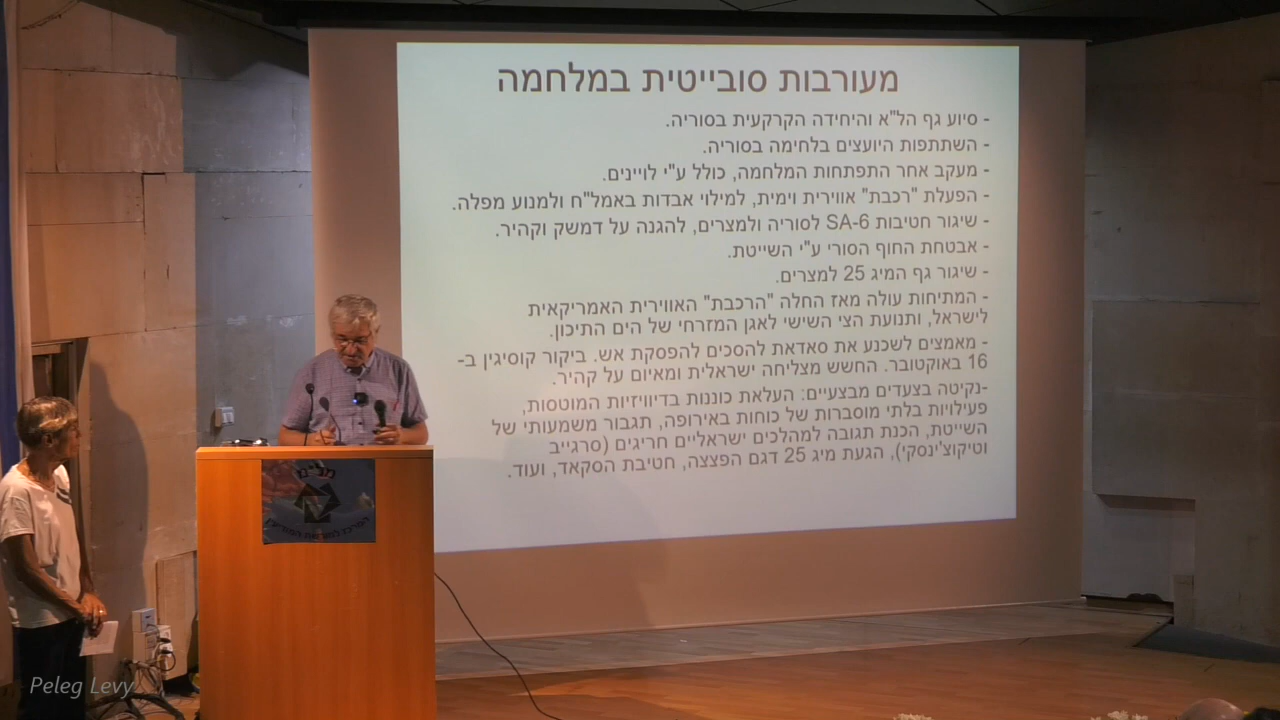 מעורבות סובייטית במלחמה
- סיוע גף הל"א והיחידה הקרקעית בסוריה.
- השתתפות היועצים בלחימה בסוריה.
- מעקב אחר התפתחות המלחמה, כולל ע"י לויינים.
- הפעלת "רכבת" אווירית וימית, למילוי אבדות באמל"ח ולמנוע מפלה.
- שיגור חטיבות SA-6 לסוריה ולמצרים, להגנה על דמשק וקהיר.
- אבטחת החוף הסורי ע"י השייטת.
- שיגור גף המיג 25 למצרים.
- המתיחות עולה מאז החלה "הרכבת" האווירית האמריקאית
לישראל, ותנועת הצי השישי לאגן המזרחי של הים התיכון.
- מאמצים לשכנע את סאדאת להסכים להפסקת אש. ביקור קוסיגין ב-
16 באוקטובר. החשש מצליחה ישראלית ומאיום על קהיר.
-נקיטה בצעדים מבצעיים: העלאת כוננות בדיוויזיות המוטסות,
פעילויות בלתי מוסברות של כוחות באירופה, תגבור משמעותי של
השייטת, הכנת תגובה למהלכים ישראליים חריגים (סרגייב
וטיקוצ'ינסקי), הגעת מיג 25 דגם הפצצה, חטיבת הסקאד, ועוד.
מל"מ
המרכז למורשת המודיעין
Peleg Levy